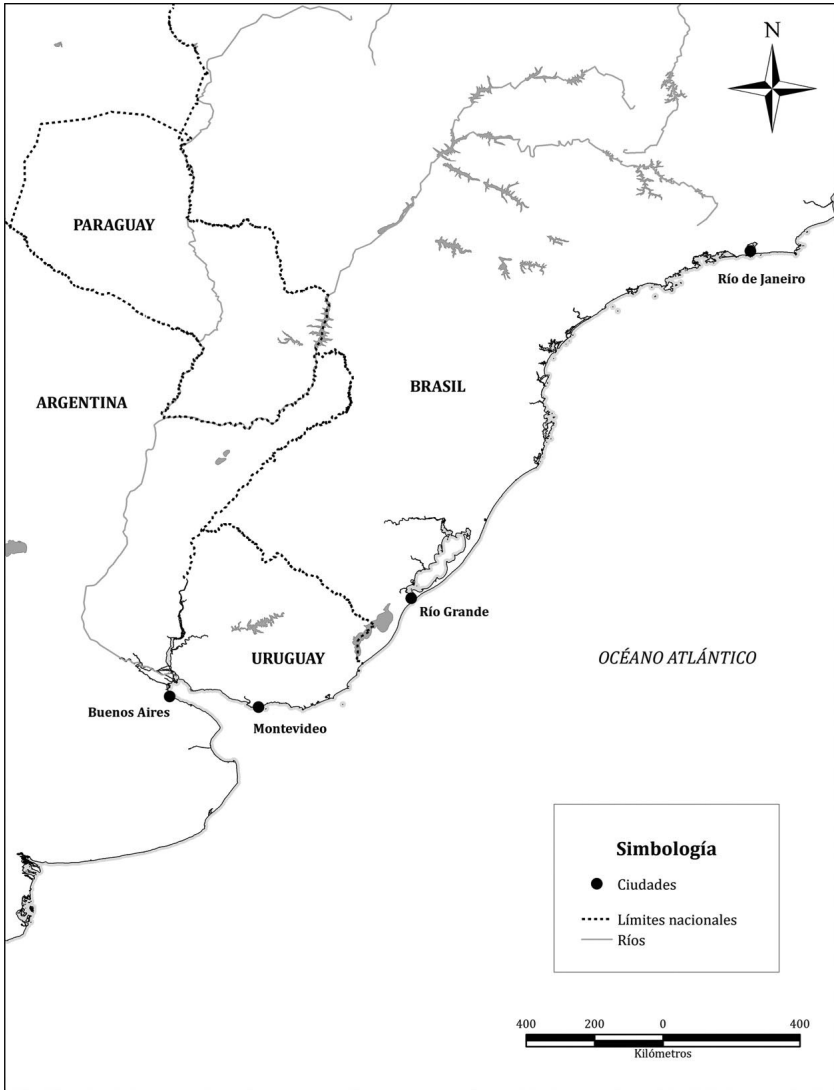 N
PARAGUAY
Río de Janeiro
BRASIL
ARGENTINA
Río Grande
URUGUAY
OCÉANO ATLÁNTICO
Buenos Aires
Montevideo
Simbología
Ciudades
Límites nacionales
Ríos
400 200 0 400
Kilómetros